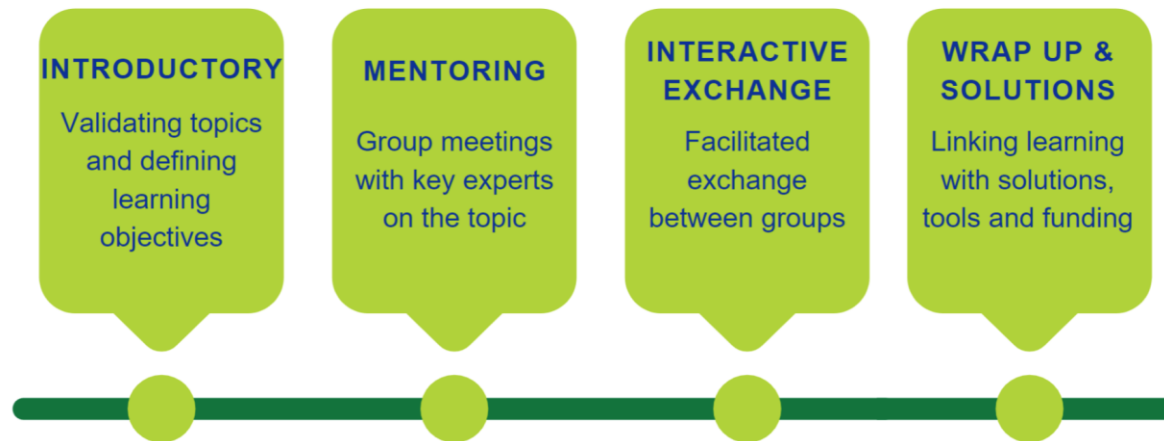 INTRODUCTORY
Validating topics
and defining
learning
objectives
MENTORING
Group meetings
with key experts
on the topic
INTERACTIVE
EXCHANGE
Facilitated
exchange
between groups
WRAP UP &
SOLUTIONS
Linking learning
with solutions,
tools and funding